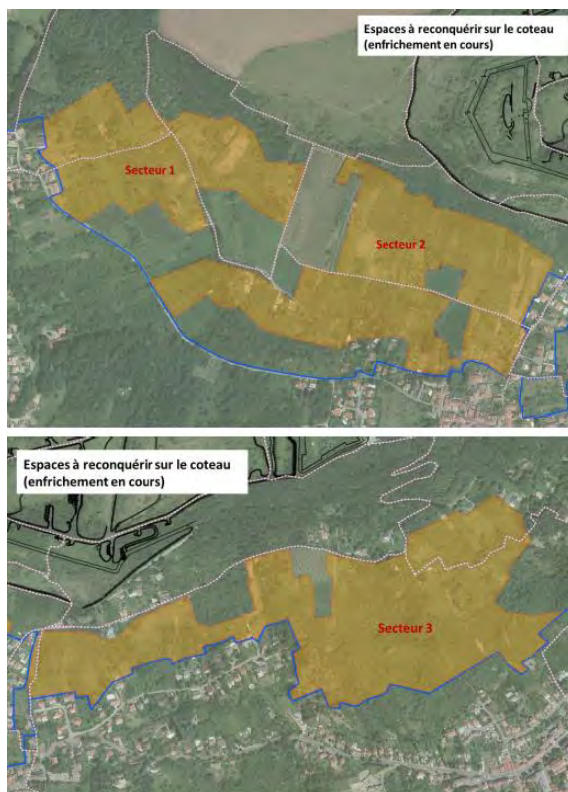 Espaces à reconquérir sur le coteau
(enfrichement en cours)
Secteur 1
Secteur 2
Espaces à reconquérir sur le coteau
(enfrichement en cours)
Secteur 3